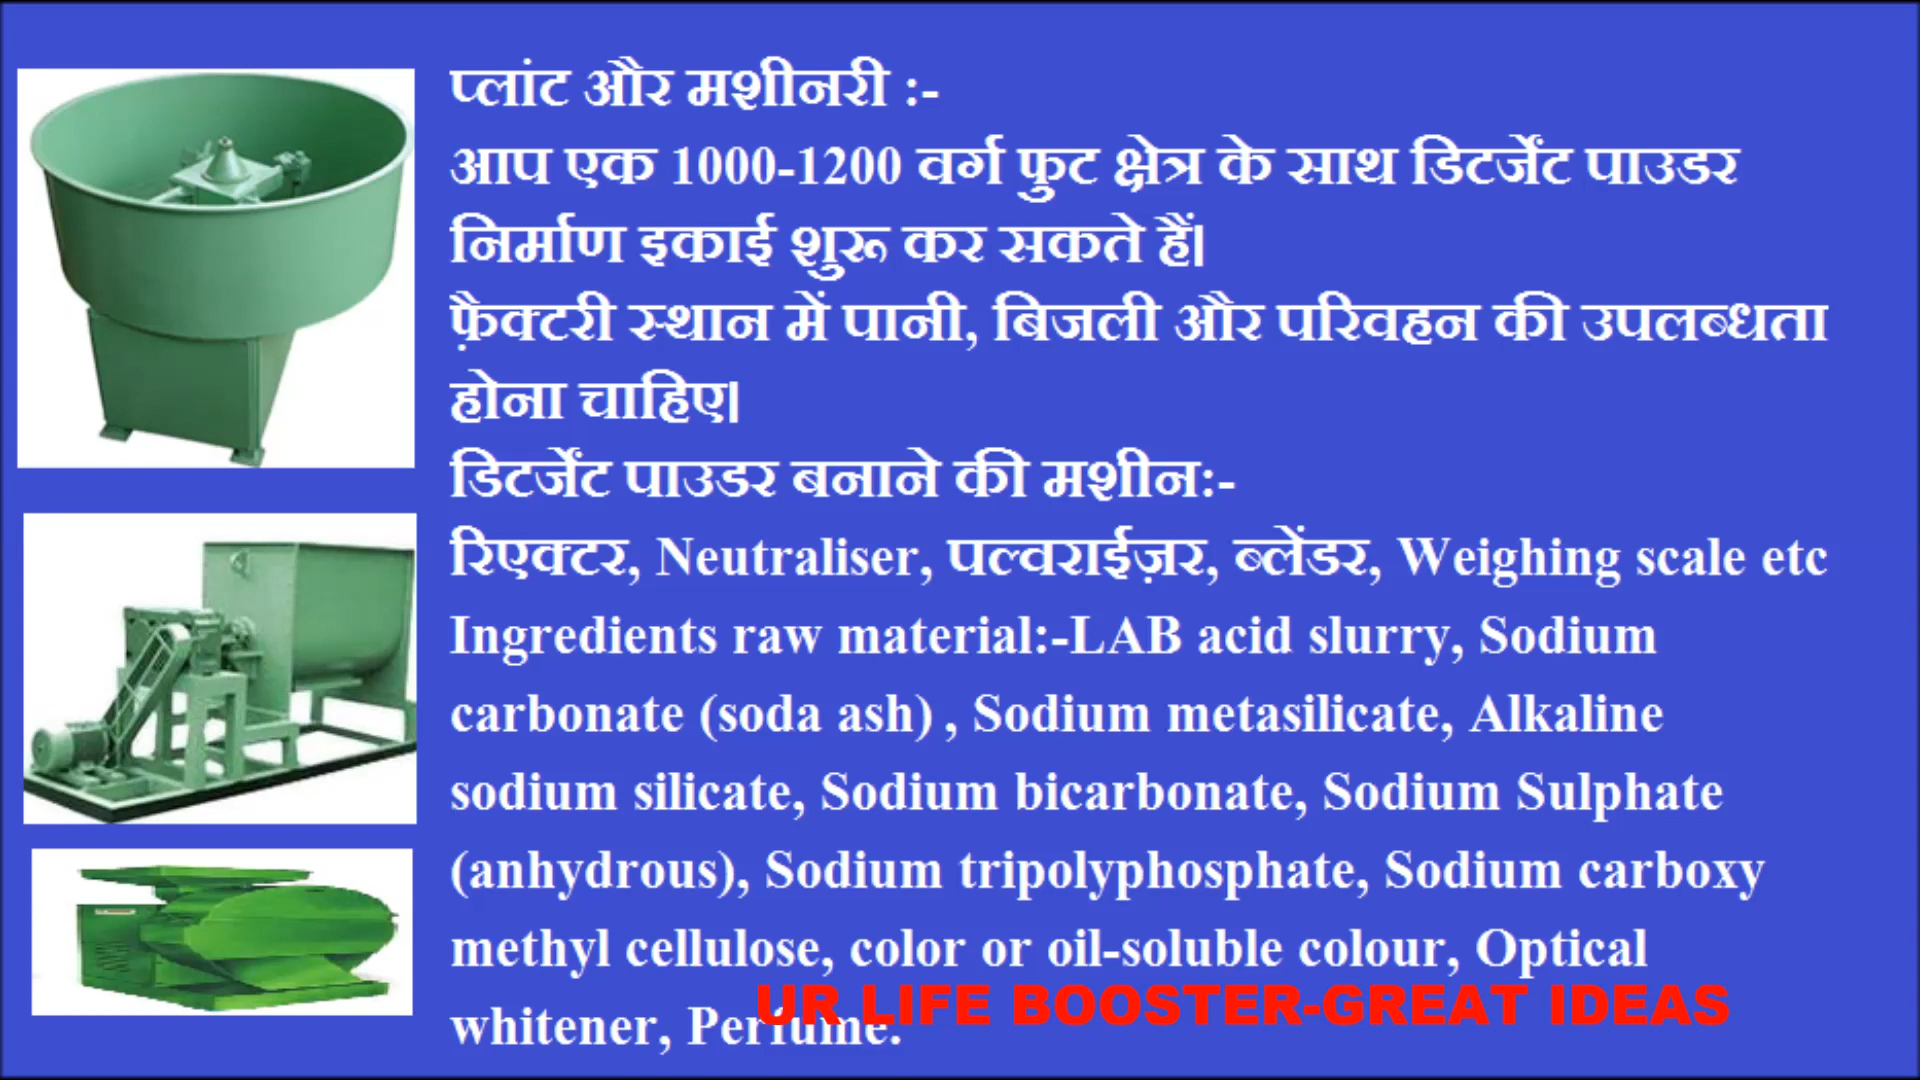 प्लांट और मशीनरी :-
आप एक 1000-1200 वर्ग फुट क्षेत्र के साथ डिटर्जेंट पाउडर
निर्माण इकाई शुरू कर सकते हैं।
फ़ैक्टरी स्थान में पानी, बिजली और परिवहन की उपलब्धता
होना चाहिए।
डिटर्जेंट पाउडर बनाने की मशीन:-
रिएक्टर, Neutraliser, पल्वराईज़र, ब्लेंडर, Weighing scale etc
Ingredients raw material:-LAB acid slurry, Sodium
carbonate (soda ash) , Sodium metasilicate, Alkaline
sodium silicate, Sodium bicarbonate, Sodium Sulphate
(anhydrous), Sodium tripolyphosphate, Sodium carboxy
methyl cellulose, color or oil-soluble colour, Optical
whitener, Perfume.
UR LIFE BOOSTER-GREAT IDEAS